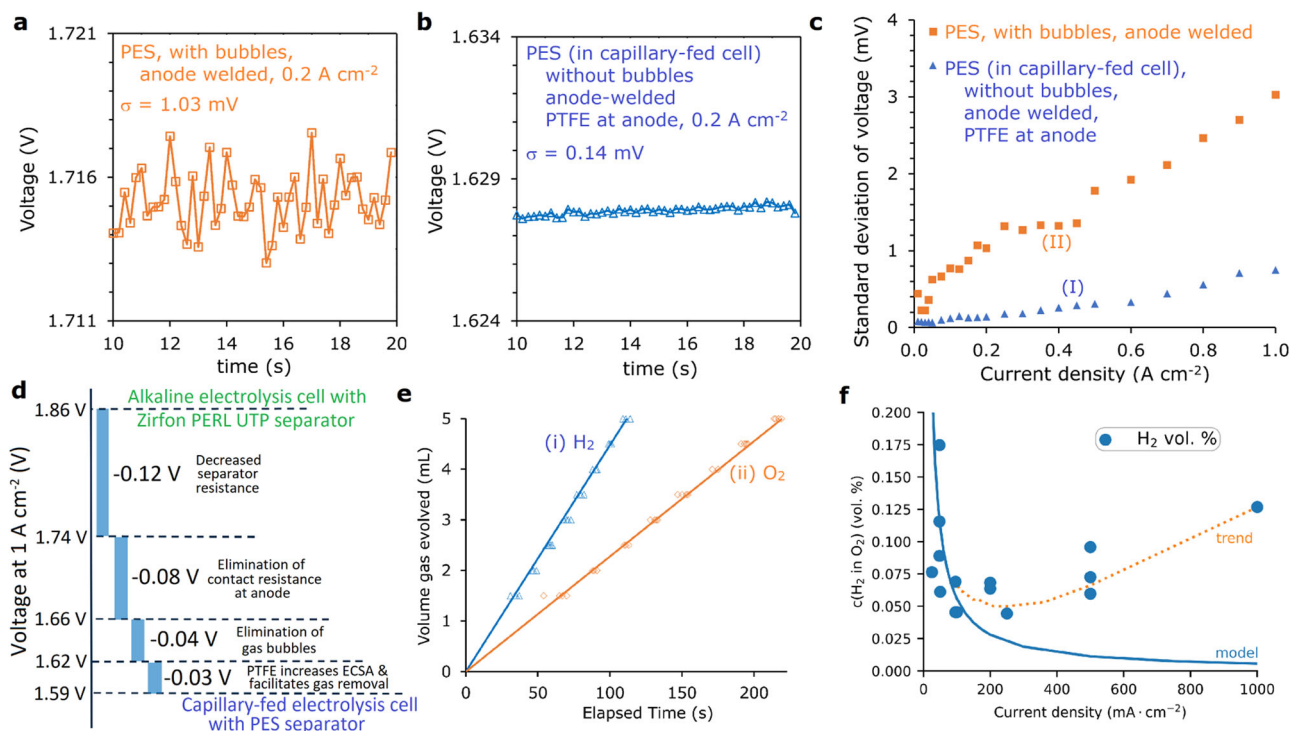 a
1.721
PES, with bubbles,
anode welded, 0.2 A cm-2
σ = 1.03 mV
Voltage (V)
1.716
1.711
10 12 14 16 18 20
time (s)
b
1.634
PES (in capillary-fed cell)
without bubbles
anode-welded
PTFE at anode, 0.2 A cm-2
σ = 0.14 mV
Voltage (V)
1.629
1.624
10 12 14 16 18 20
time (s)
c
Standard deviation of voltage (mV)
4
3
2
1
0
PES, with bubbles, anode welded
PES (in capillary-fed cell),
without bubbles,
anode welded,
PTFE at anode
(II)
(I)
0.0 0.2 0.4 0.6 0.8 1.0
Current density (A cm-2)
d
Voltage at 1 A cm-2 (V)
Alkaline electrolysis cell with
1.86 V
Zirfon PERL UTP separator
-0.12 V
Decreased
separator
resistance
1.74 V
-0.08 V
Elimination of
contact resistance
at anode
1.66 V
-0.04 V
Elimination of
gas bubbles
1.62 V
-0.03 V
PTFE increases ECSA &
facilitates gas removal
1.59 V
Capillary-fed electrolysis cell
with PES separator
e
Volume gas evolved (mL)
5
4
3
2
1
0
(i) H2
(ii) O2
0 50 100 150 200
Elapsed Time (s)
f
c(H2 in O2) (vol. %)
0.200
0.175
0.150
0.125
0.100
0.075
0.050
0.025
0.000
H2 vol. %
trend
model
0 200 400 600 800 1000
Current density (mA · cm-2)